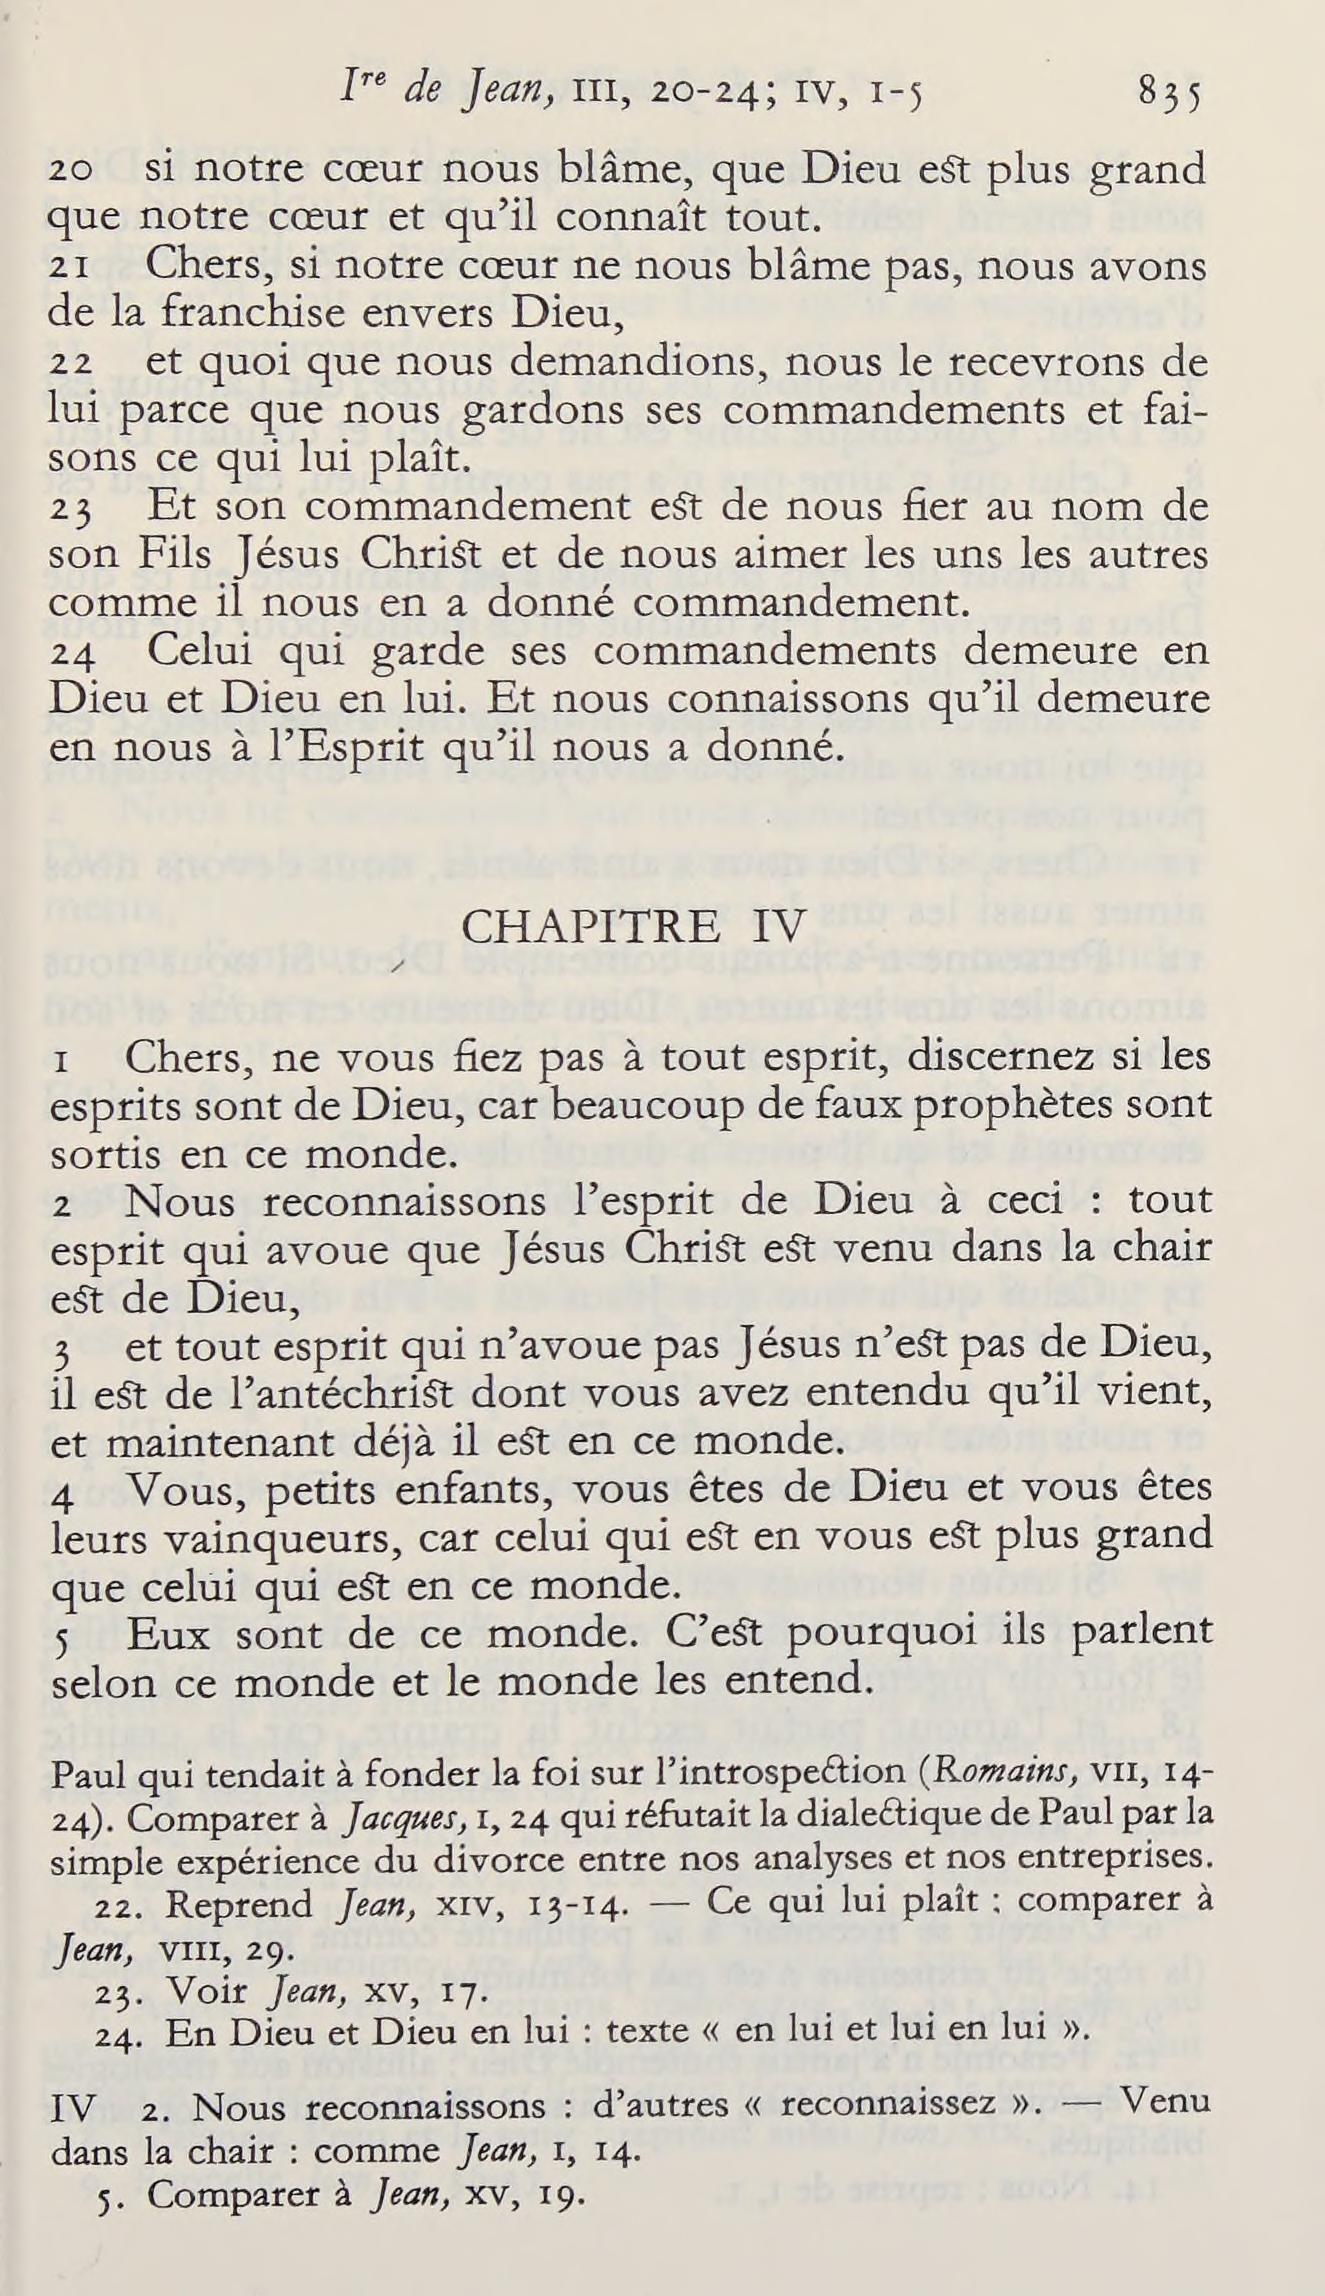 Iʳᵉ de Jean, III, 20-24; IV, 1-5 835
20 si notre cœur nous blâme, que Dieu est plus grand
que notre cœur et qu’il connaît tout.
21 Chers, si notre cœur ne nous blâme pas, nous avons
de la franchise envers Dieu,
22 et quoi que nous demandions, nous le recevrons de
lui parce que nous gardons ses commandements et fai-
sons ce qui lui plaît.
23 Et son commandement est de nous fier au nom de
son Fils Jésus Christ et de nous aimer les uns les autres
comme il nous en a donné commandement.
24 Celui qui garde ses commandements demeure en
Dieu et Dieu en lui. Et nous connaissons qu’il demeure
en nous à l’Esprit qu’il nous a donné.
CHAPITRE IV
1 Chers, ne vous fiez pas à tout esprit, discernez si les
esprits sont de Dieu, car beaucoup de faux prophètes sont
sortis en ce monde.
2 Nous reconnaissons l’esprit de Dieu à ceci : tout
esprit qui avoue que Jésus Christ est venu dans la chair
est de Dieu,
3 et tout esprit qui n’avoue pas Jésus n’est pas de Dieu,
il est de l’antéchrist dont vous avez entendu qu’il vient,
et maintenant déjà il est en ce monde.
4 Vous, petits enfants, vous êtes de Dieu et vous êtes
leurs vainqueurs, car celui qui est en vous est plus grand
que celui qui est en ce monde.
5 Eux sont de ce monde. C’est pourquoi ils parlent
selon ce monde et le monde les entend.
Paul qui tendait à fonder la foi sur l’introspection (Romains, VII, 14-
24). Comparer à Jacques, I, 24 qui réfutait la dialectique de Paul par la
simple expérience du divorce entre nos analyses et nos entreprises.
22. Reprend Jean, XIV, 13-14. — Ce qui lui plaît : comparer à
Jean, VIII, 29.
23. Voir Jean, XV, 17.
24. En Dieu et Dieu en lui : texte « en lui et lui en lui ».
IV 2. Nous reconnaissons : d’autres « reconnaissez ». — Venu
dans la chair : comme Jean, I, 14.
5. Comparer à Jean, XV, 19.